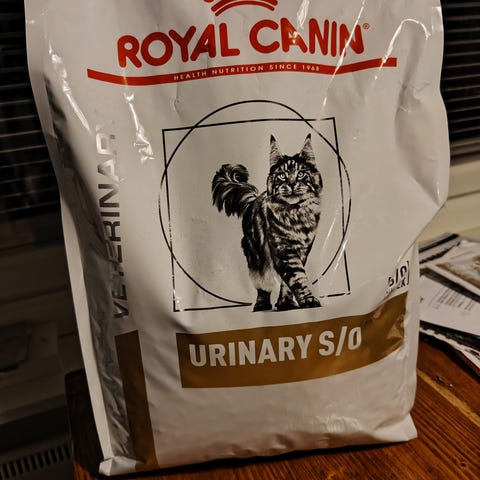 ROYAL CANIN®
HEALTH NUTRITION SINCE 1968
VETERINARY
S/O
URINARY S/O